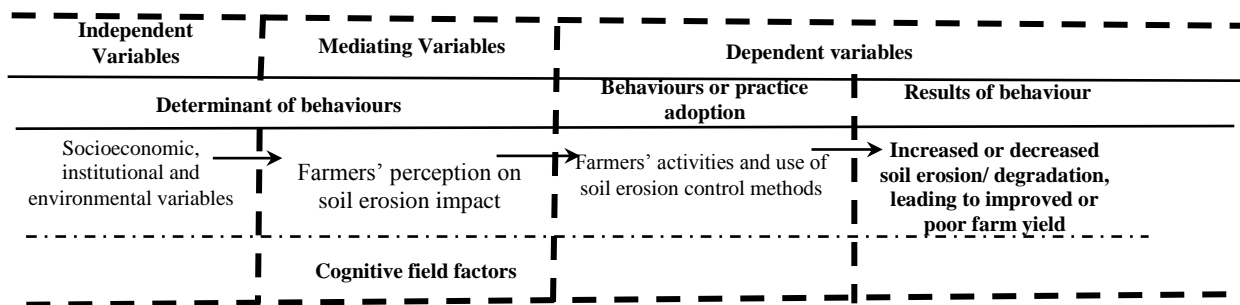 Independent
Variables
Mediating Variables
Dependent variables
Determinant of behaviours
Behaviours or practice
adoption
Results of behaviour
Socioeconomic,
institutional and
environmental variables
Farmers' perception on
soil erosion impact
Farmers' activities and use of
soil erosion control methods
Increased or decreased
soil erosion/ degradation,
leading to improved or
poor farm yield
Cognitive field factors